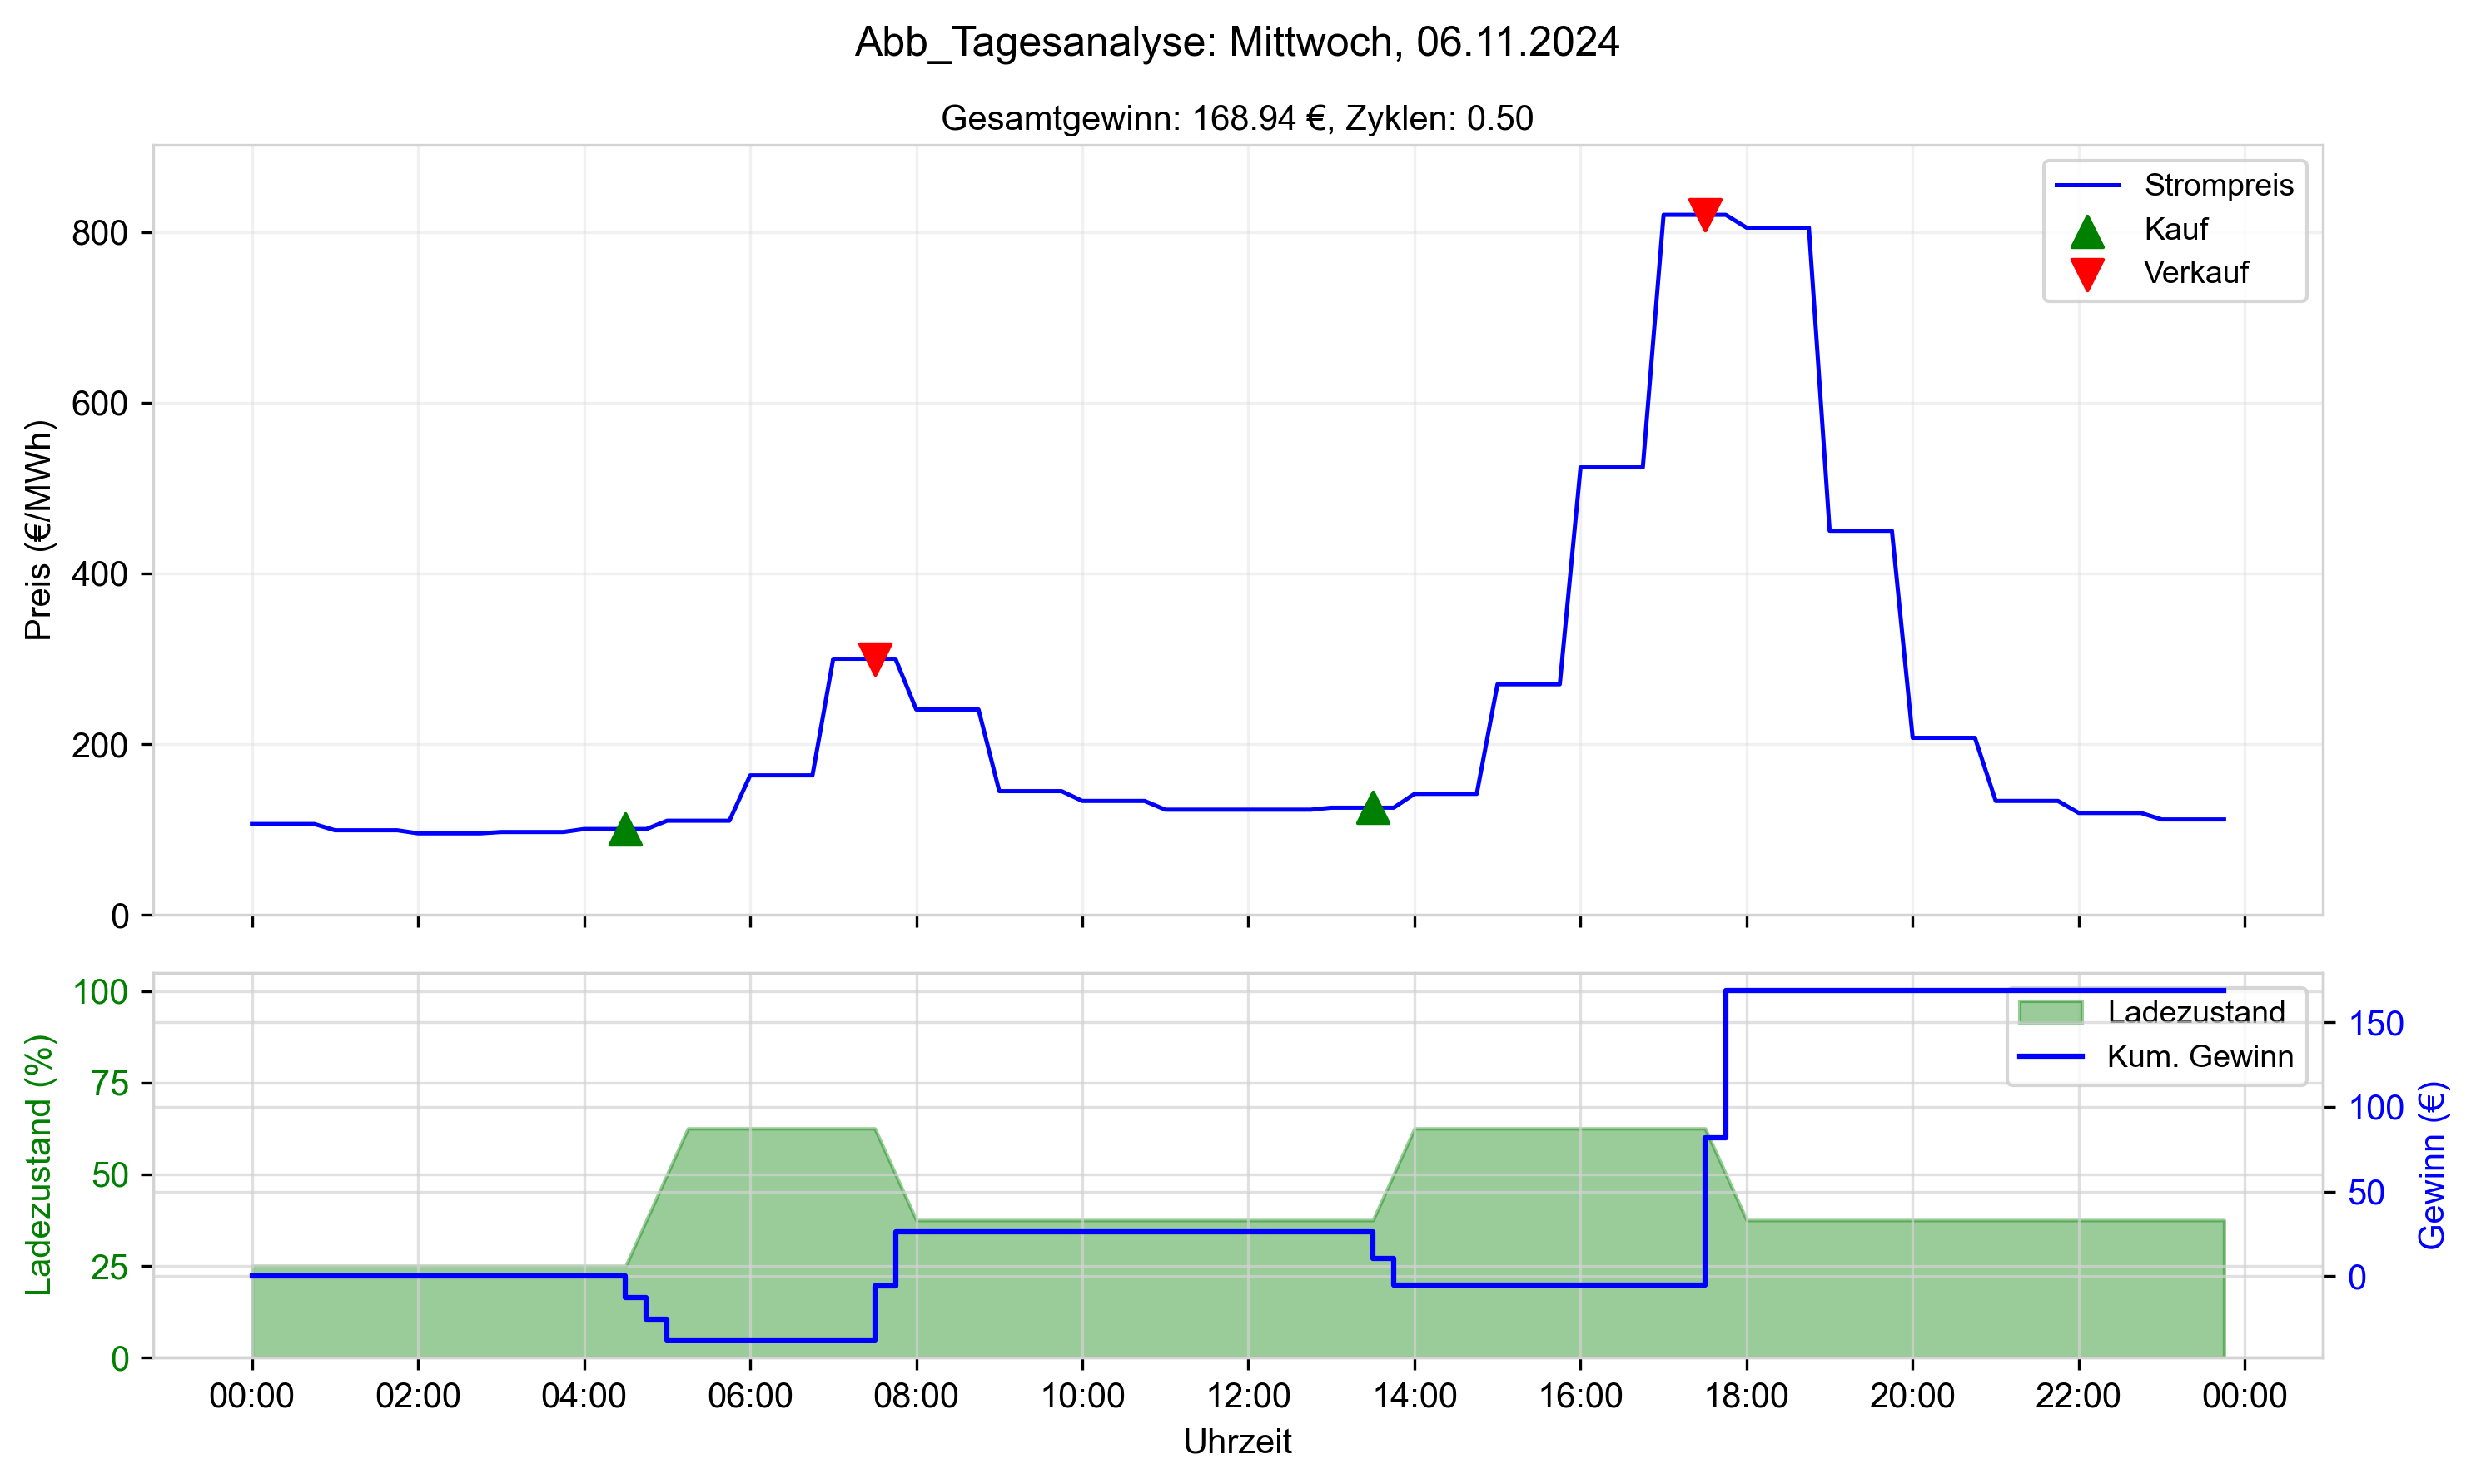 Abb_Tagesanalyse: Mittwoch, 06.11.2024
Gesamtgewinn: 168.94 €, Zyklen: 0.50
Strompreis
Kauf
Verkauf
Preis (€/MWh)
800
600
400
200
0
Ladezustand
Kum. Gewinn
Ladezustand (%)
100
75
50
25
0
Gewinn (€)
150
100
50
0
00:00 02:00 04:00 06:00 08:00 10:00 12:00 14:00 16:00 18:00 20:00 22:00 00:00
Uhrzeit